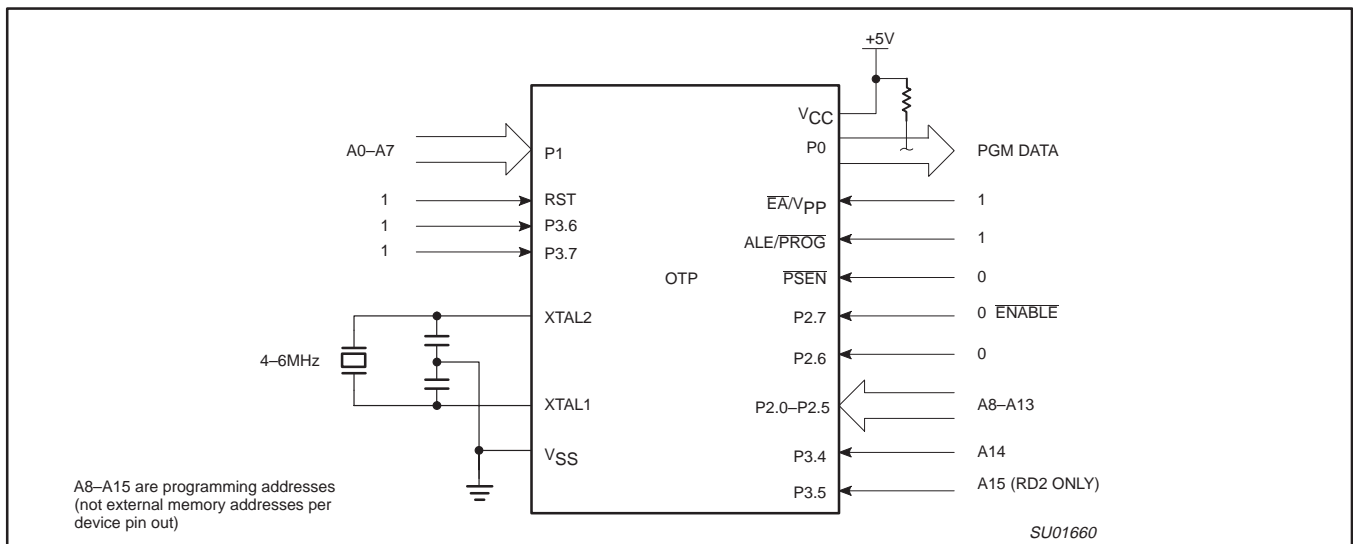 +5V
VCC
A0–A7
P1
P0
PGM DATA
1
RST
EA/VPP
1
1
P3.6
ALE/PROG
1
1
P3.7
OTP
PSEN
0
XTAL2
P2.7
0 ENABLE
4–6MHz
P2.6
0
XTAL1
P2.0–P2.5
A8–A13
VSS
P3.4
A14
P3.5
A15 (RD2 ONLY)
A8–A15 are programming addresses
(not external memory addresses per
device pin out)
SU01660